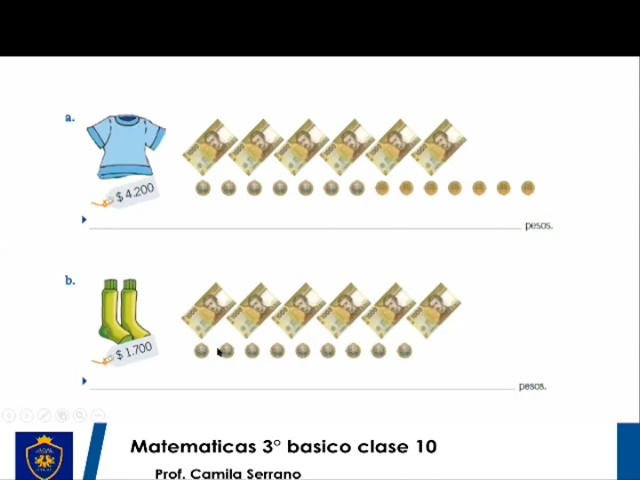 a.
$ 4.200
pesos.
b.
$ 1.700
pesos.
Matematicas 3° basico clase 10
Prof. Camila Serrano